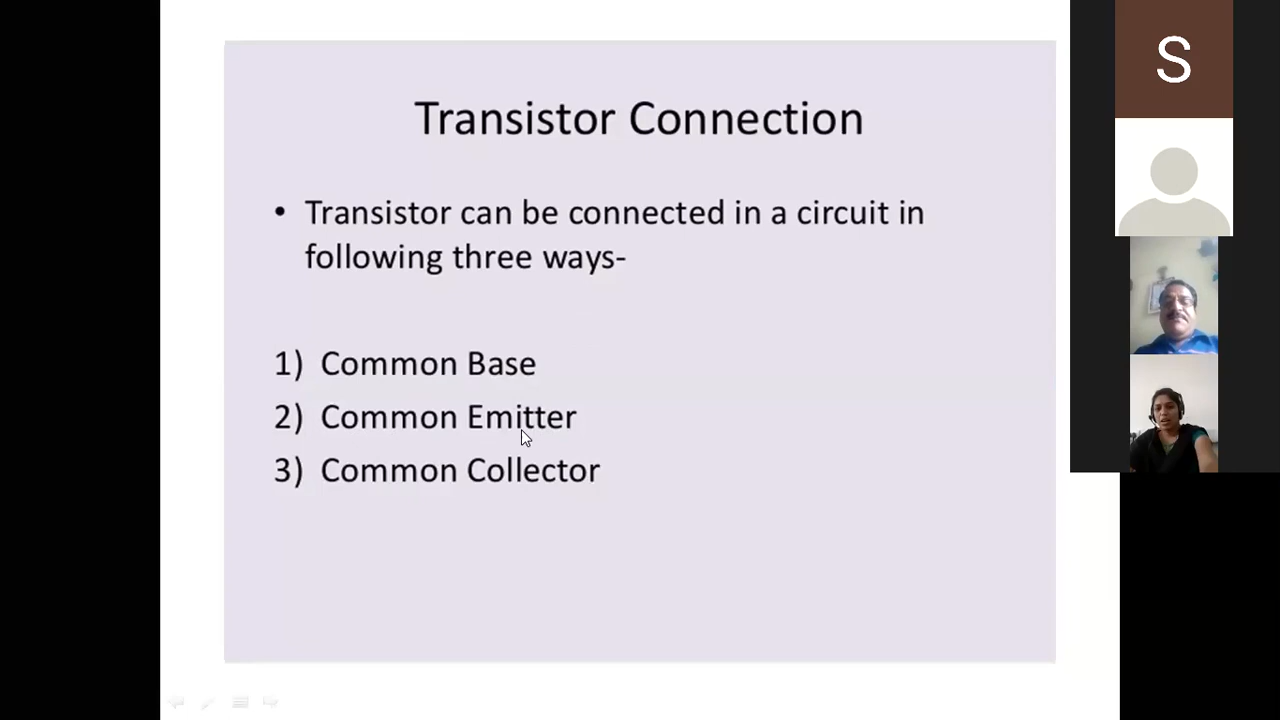 Transistor Connection
• Transistor can be connected in a circuit in
following three ways-
1) Common Base
2) Common Emitter
3) Common Collector
S